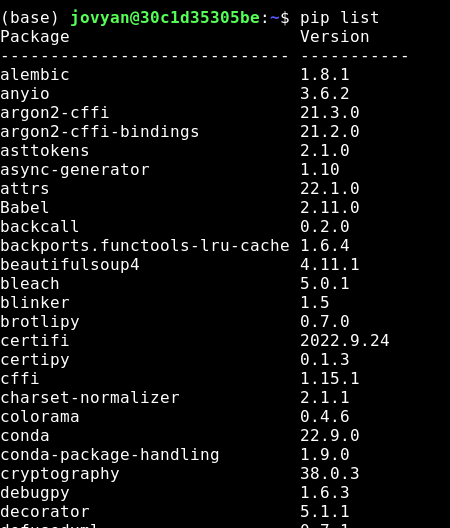 (base) jovyan@30c1d35305be:~$ pip list
Package                       Version
----------------------------- -----------
alembic                       1.8.1
anyio                         3.6.2
argon2-cffi                   21.3.0
argon2-cffi-bindings          21.2.0
asttokens                     2.1.0
async-generator               1.10
attrs                         22.1.0
Babel                         2.11.0
backcall                      0.2.0
backports.functools-lru-cache 1.6.4
beautifulsoup4                4.11.1
bleach                        5.0.1
blinker                       1.5
brotlipy                      0.7.0
certifi                       2022.9.24
certipy                       0.1.3
cffi                          1.15.1
charset-normalizer            2.1.1
colorama                      0.4.6
conda                         22.9.0
conda-package-handling        1.9.0
cryptography                  38.0.3
debugpy                       1.6.3
decorator                     5.1.1